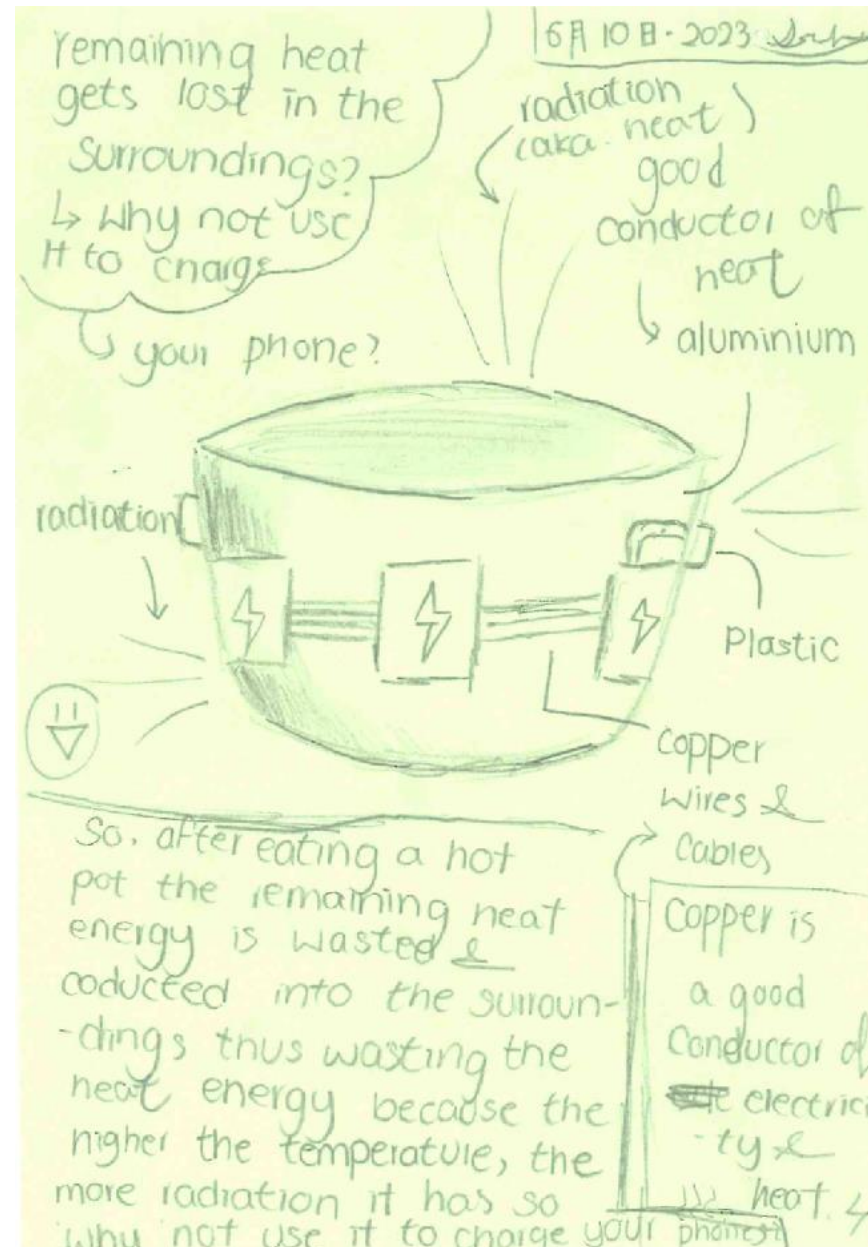 remaining heat
gets lost in the
surroundings?
↳ why not use
it to charge
your phone?
6月10日·2023
radiation
(aka. heat)
good
conductor of
heat
aluminium
radiation
Plastic
copper
wires &
cables
So, after eating a hot
pot the remaining heat
energy is wasted &
coducted into the surroun-
-dings thus wasting the
heat energy because the
higher the temperature, the
more radiation it has so
why not use it to charge your phones?
Copper is
a good
conductor of
electrici
-ty &
heat.